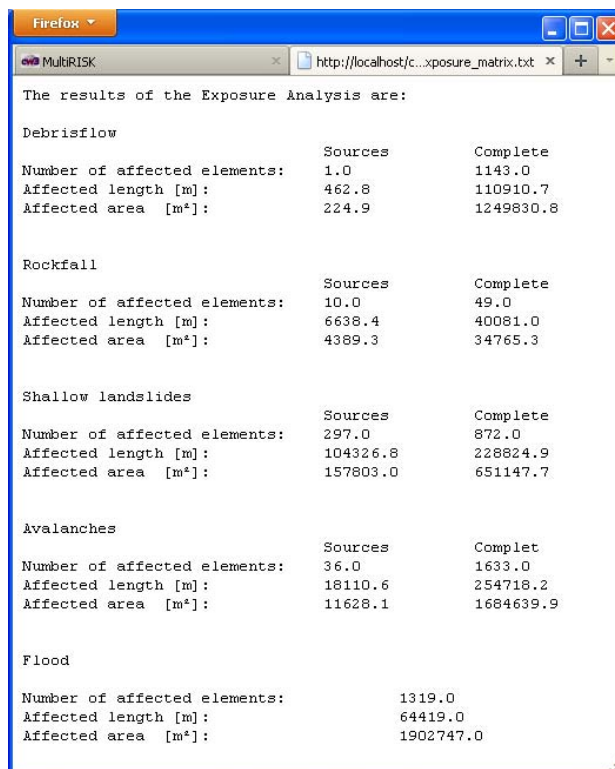 Firefox
cnr3 MultiRISK
http://localhost/c...xposure_matrix.txt
The results of the Exposure Analysis are:
Debrisflow
Sources Complete
Number of affected elements: 1.0 1143.0
Affected length [m]: 462.8 110910.7
Affected area [m²]: 224.9 1249830.8
Rockfall
Sources Complete
Number of affected elements: 10.0 49.0
Affected length [m]: 6638.4 40081.0
Affected area [m²]: 4389.3 34765.3
Shallow landslides
Sources Complete
Number of affected elements: 297.0 872.0
Affected length [m]: 104326.8 228824.9
Affected area [m²]: 157803.0 651147.7
Avalanches
Sources Complet
Number of affected elements: 36.0 1633.0
Affected length [m]: 18110.6 254718.2
Affected area [m²]: 11628.1 1684639.9
Flood
Number of affected elements: 1319.0
Affected length [m]: 64419.0
Affected area [m²]: 1902747.0